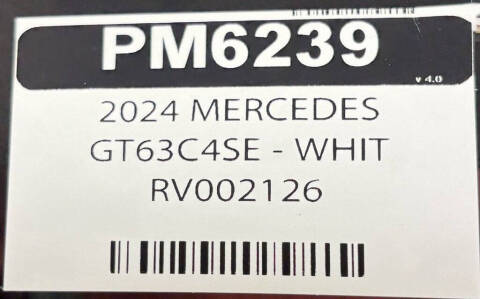 PM6239
v 4.0
2024 MERCEDES
GT63C4SE - WHIT
RV002126